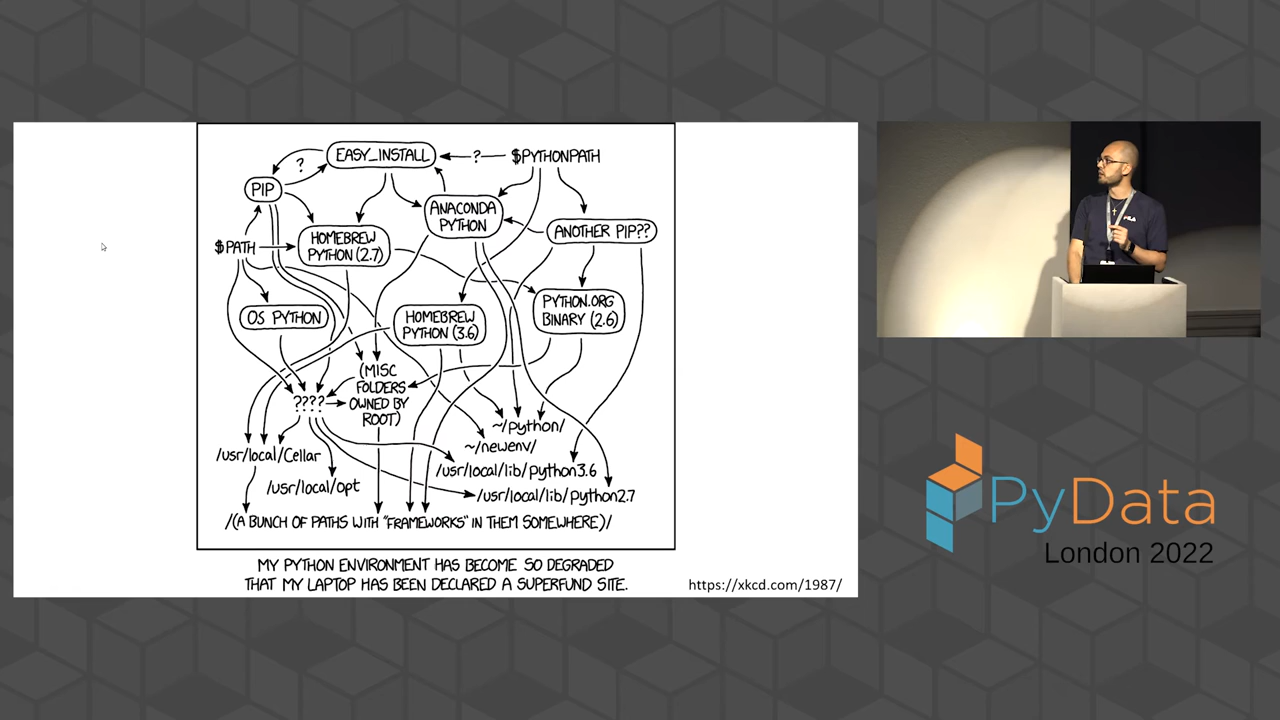 EASY_INSTALL
?
$PYTHONPATH
?
PIP
ANACONDA
PYTHON
ANOTHER PIP??
$PATH
HOMEBREW
PYTHON (2.7)
OS PYTHON
HOMEBREW
PYTHON (3.6)
PYTHON.ORG
BINARY (2.6)
(MISC
FOLDERS
OWNED BY
ROOT)
????
~/python/
~/newenv/
/usr/local/Cellar
/usr/local/lib/python3.6
/usr/local/opt
/usr/local/lib/python2.7
/(A BUNCH OF PATHS WITH "FRAMEWORKS" IN THEM SOMEWHERE)/
MY PYTHON ENVIRONMENT HAS BECOME SO DEGRADED
THAT MY LAPTOP HAS BEEN DECLARED A SUPERFUND SITE.
https://xkcd.com/1987/
FILA
PyData
London 2022